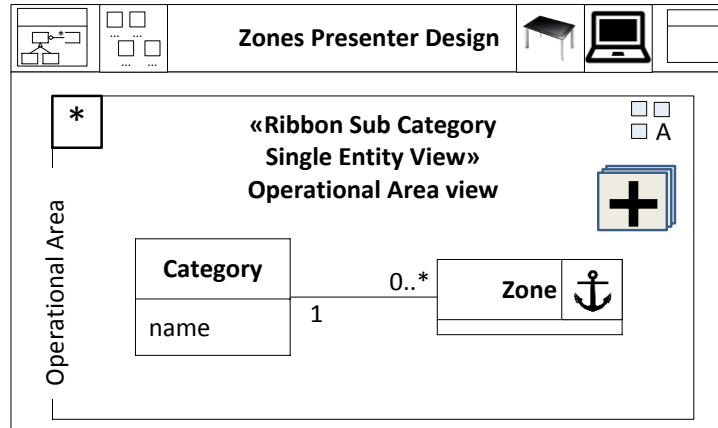 Zones Presenter Design
*
... ...
... ...
*
«Ribbon Sub Category
Single Entity View»
Operational Area view
A
Operational Area
Category
name
1
0..*
Zone